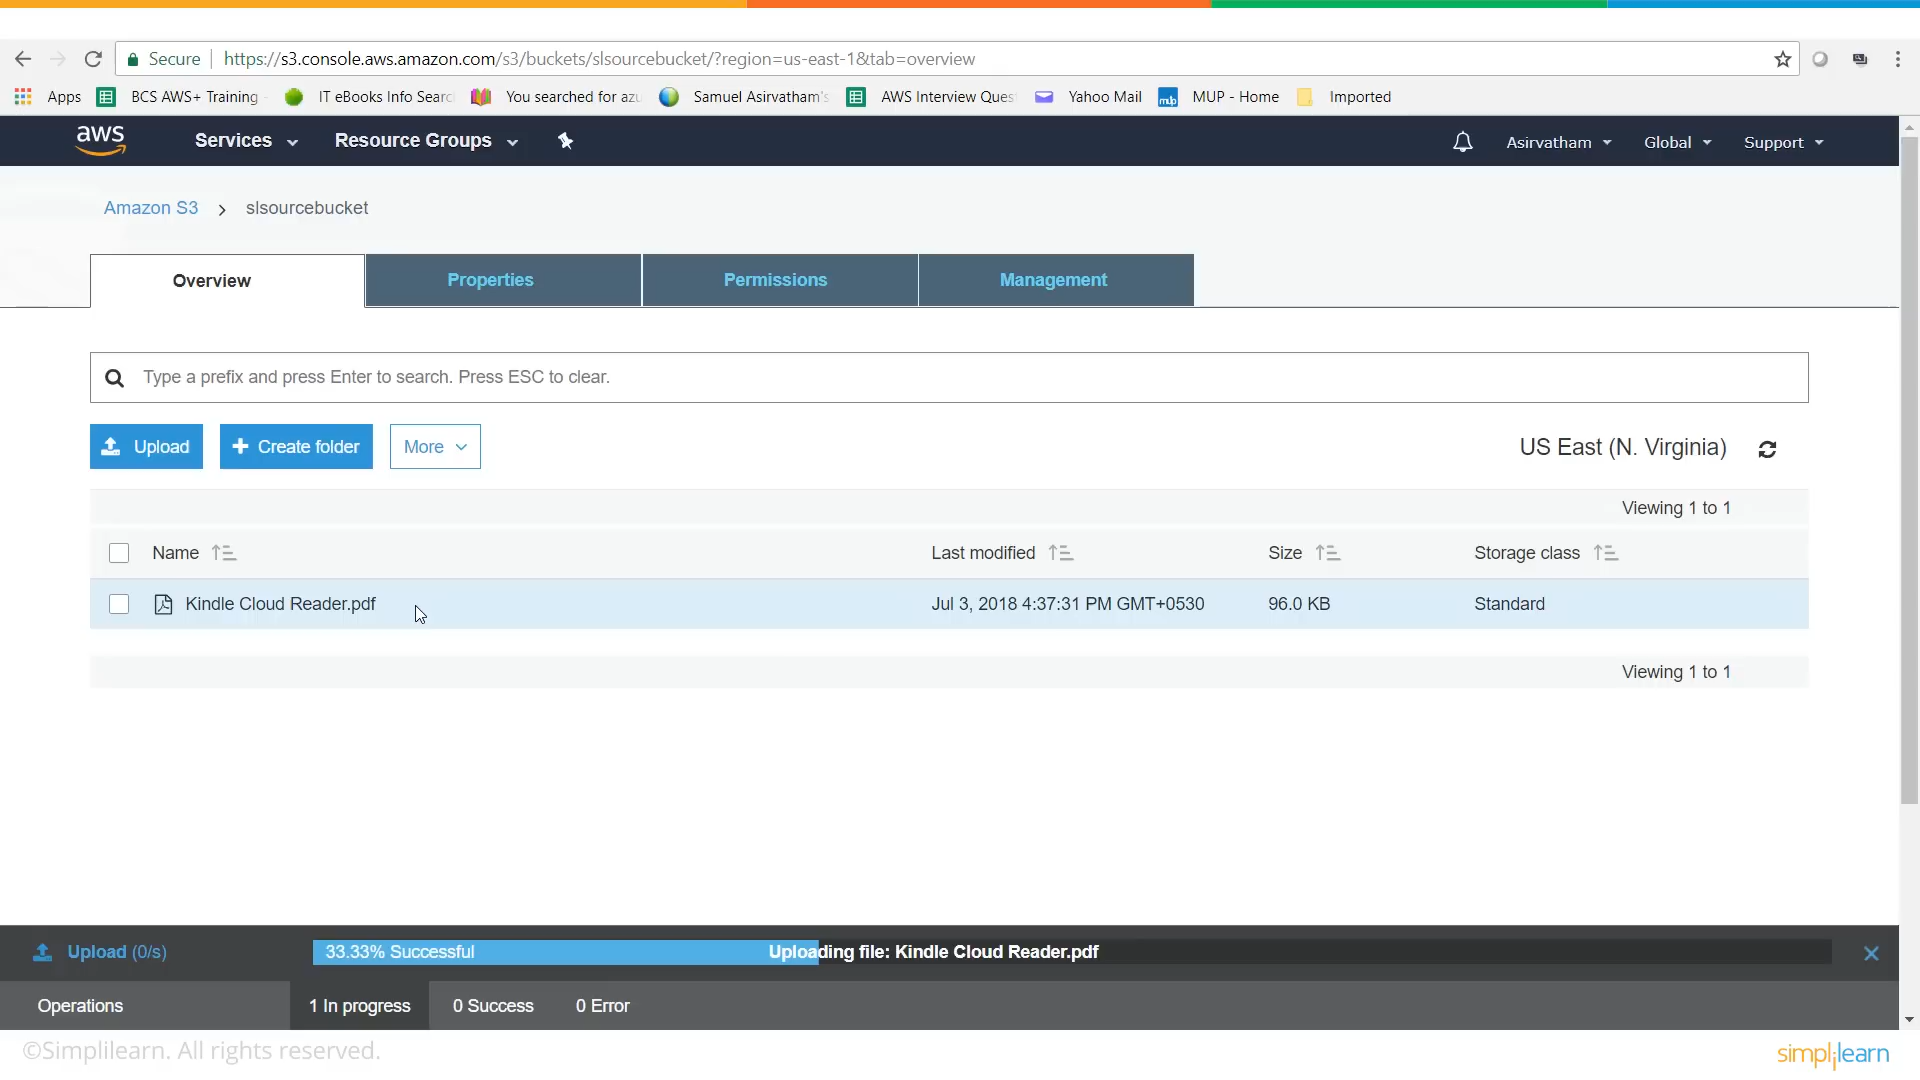 Secure https://s3.console.aws.amazon.com/s3/buckets/slsourcebucket/?region=us-east-1&tab=overview
Apps BCS AWS+ Training IT eBooks Info Searc You searched for azu Samuel Asirvatham's AWS Interview Ques Yahoo Mail mup MUP - Home Imported
aws Services Resource Groups Asirvatham Global Support
Amazon S3 > slsourcebucket
Overview Properties Permissions Management
Type a prefix and press Enter to search. Press ESC to clear.
Upload + Create folder More US East (N. Virginia)
Viewing 1 to 1
Name Last modified Size Storage class
Kindle Cloud Reader.pdf Jul 3, 2018 4:37:31 PM GMT+0530 96.0 KB Standard
Viewing 1 to 1
Upload (0/s) 33.33% Successful Uploading file: Kindle Cloud Reader.pdf
Operations 1 In progress 0 Success 0 Error
©Simplilearn. All rights reserved. simplilearn